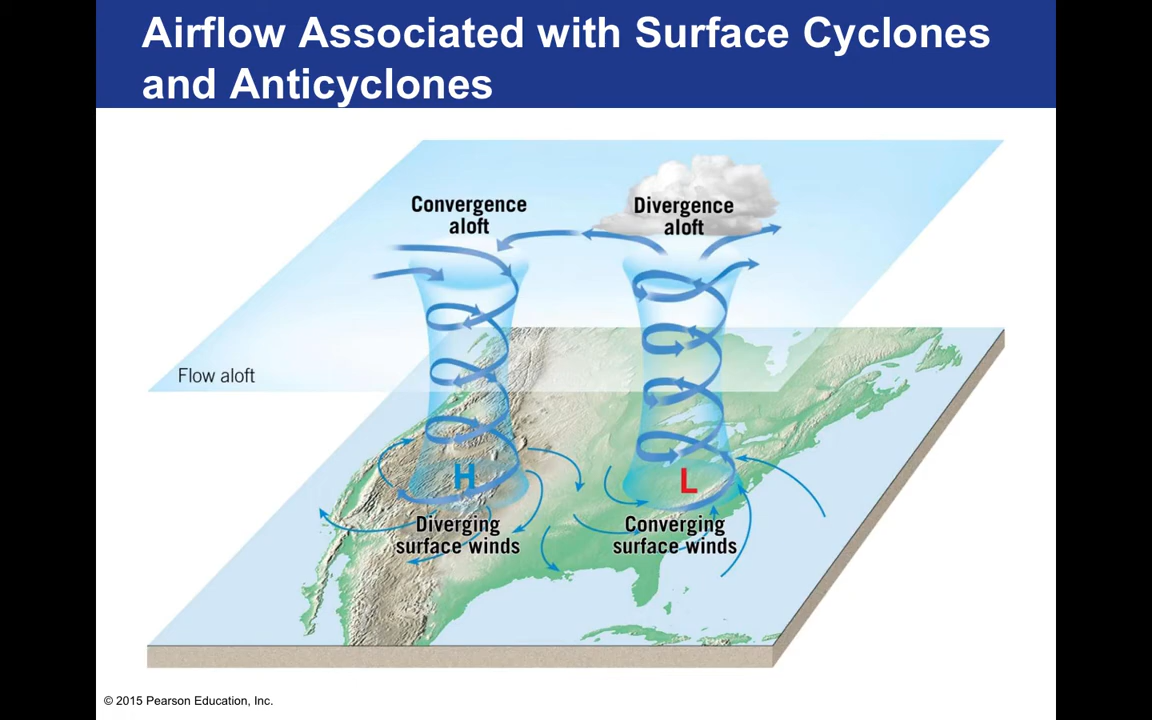 Airflow Associated with Surface Cyclones
and Anticyclones
Convergence
aloft
Divergence
aloft
Flow aloft
H
L
Diverging
surface winds
Converging
surface winds
© 2015 Pearson Education, Inc.